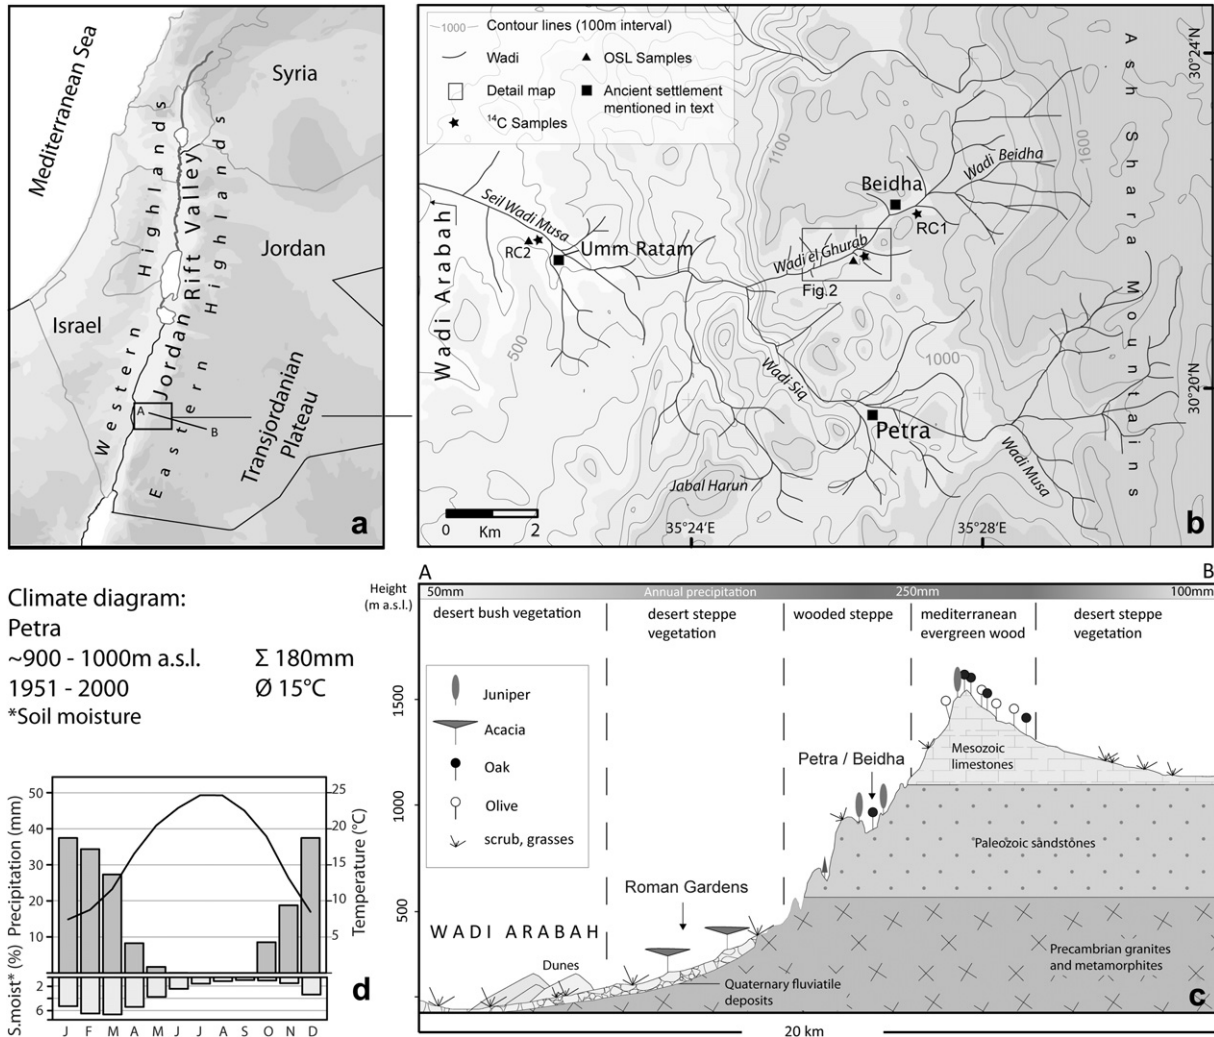 Mediterranean Sea
Syria
Western Highlands
Jordan Rift Valley
Eastern Highlands
Jordan
Israel
A
B
Transjordanian
Plateau
a
1000
Contour lines (100m interval)
Wadi
OSL Samples
Detail map
Ancient settlement
mentioned in text
¹⁴C Samples
1100
1600
Ash Shara Mountains
30°24'N
Wadi Beidha
Beidha
RC1
Seil Wadi Musa
RC2
Umm Ratam
Wadi el Ghurab
Fig.2
Wadi Arabah
500
1000
Wadi Siq
30°20'N
Petra
Wadi Musa
Jabal Harun
0
2
Km
35°24'E
35°28'E
b
Climate diagram:
Petra
~900 - 1000m a.s.l.
Σ 180mm
1951 - 2000
Ø 15°C
*Soil moisture
50
40
30
20
10
2
6
S.moist* (%) Precipitation (mm)
25
20
15
10
5
Temperature (°C)
d
J F M A M J J A S O N D
A
B
Height
(m a.s.l.)
50mm
Annual precipitation
250mm
100mm
desert bush vegetation
desert steppe
vegetation
wooded steppe
mediterranean
evergreen wood
desert steppe
vegetation
1500
1000
500
Juniper
Acacia
Oak
Olive
scrub, grasses
Petra / Beidha
Mesozoic
limestones
Paleozoic sandstones
Roman Gardens
WADI ARABAH
Dunes
Quaternary fluviatile
deposits
Precambrian granites
and metamorphites
c
20 km